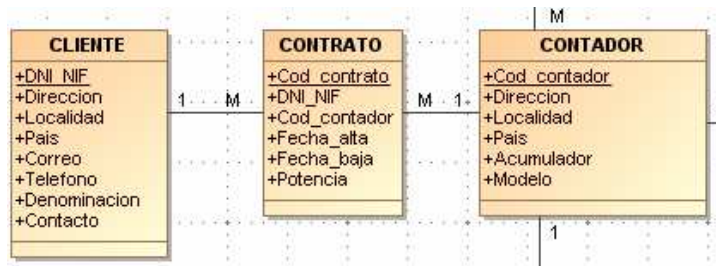 M
CLIENTE
+DNI_NIF
+Direccion
+Localidad
+Pais
+Correo
+Telefono
+Denominacion
+Contacto
1
M
CONTRATO
+Cod_contrato
+DNI_NIF
+Cod_contador
+Fecha_alta
+Fecha_baja
+Potencia
M
1
CONTADOR
+Cod_contador
+Direccion
+Localidad
+Pais
+Acumulador
+Modelo
1